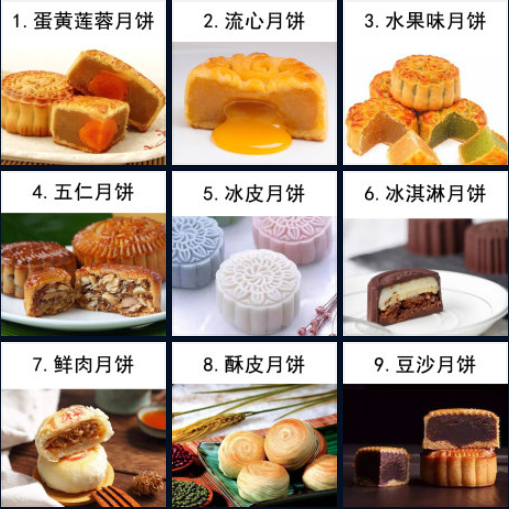 1. 蛋黄莲蓉月饼
2. 流心月饼
3. 水果味月饼
4. 五仁月饼
5. 冰皮月饼
6. 冰淇淋月饼
7. 鲜肉月饼
8. 酥皮月饼
9. 豆沙月饼